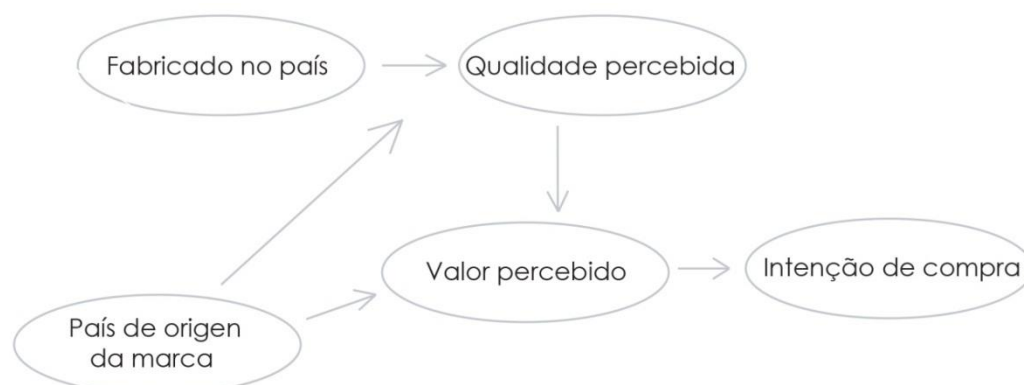 Fabricado no país
Qualidade percebida
Valor percebido
Intenção de compra
País de origen
da marca